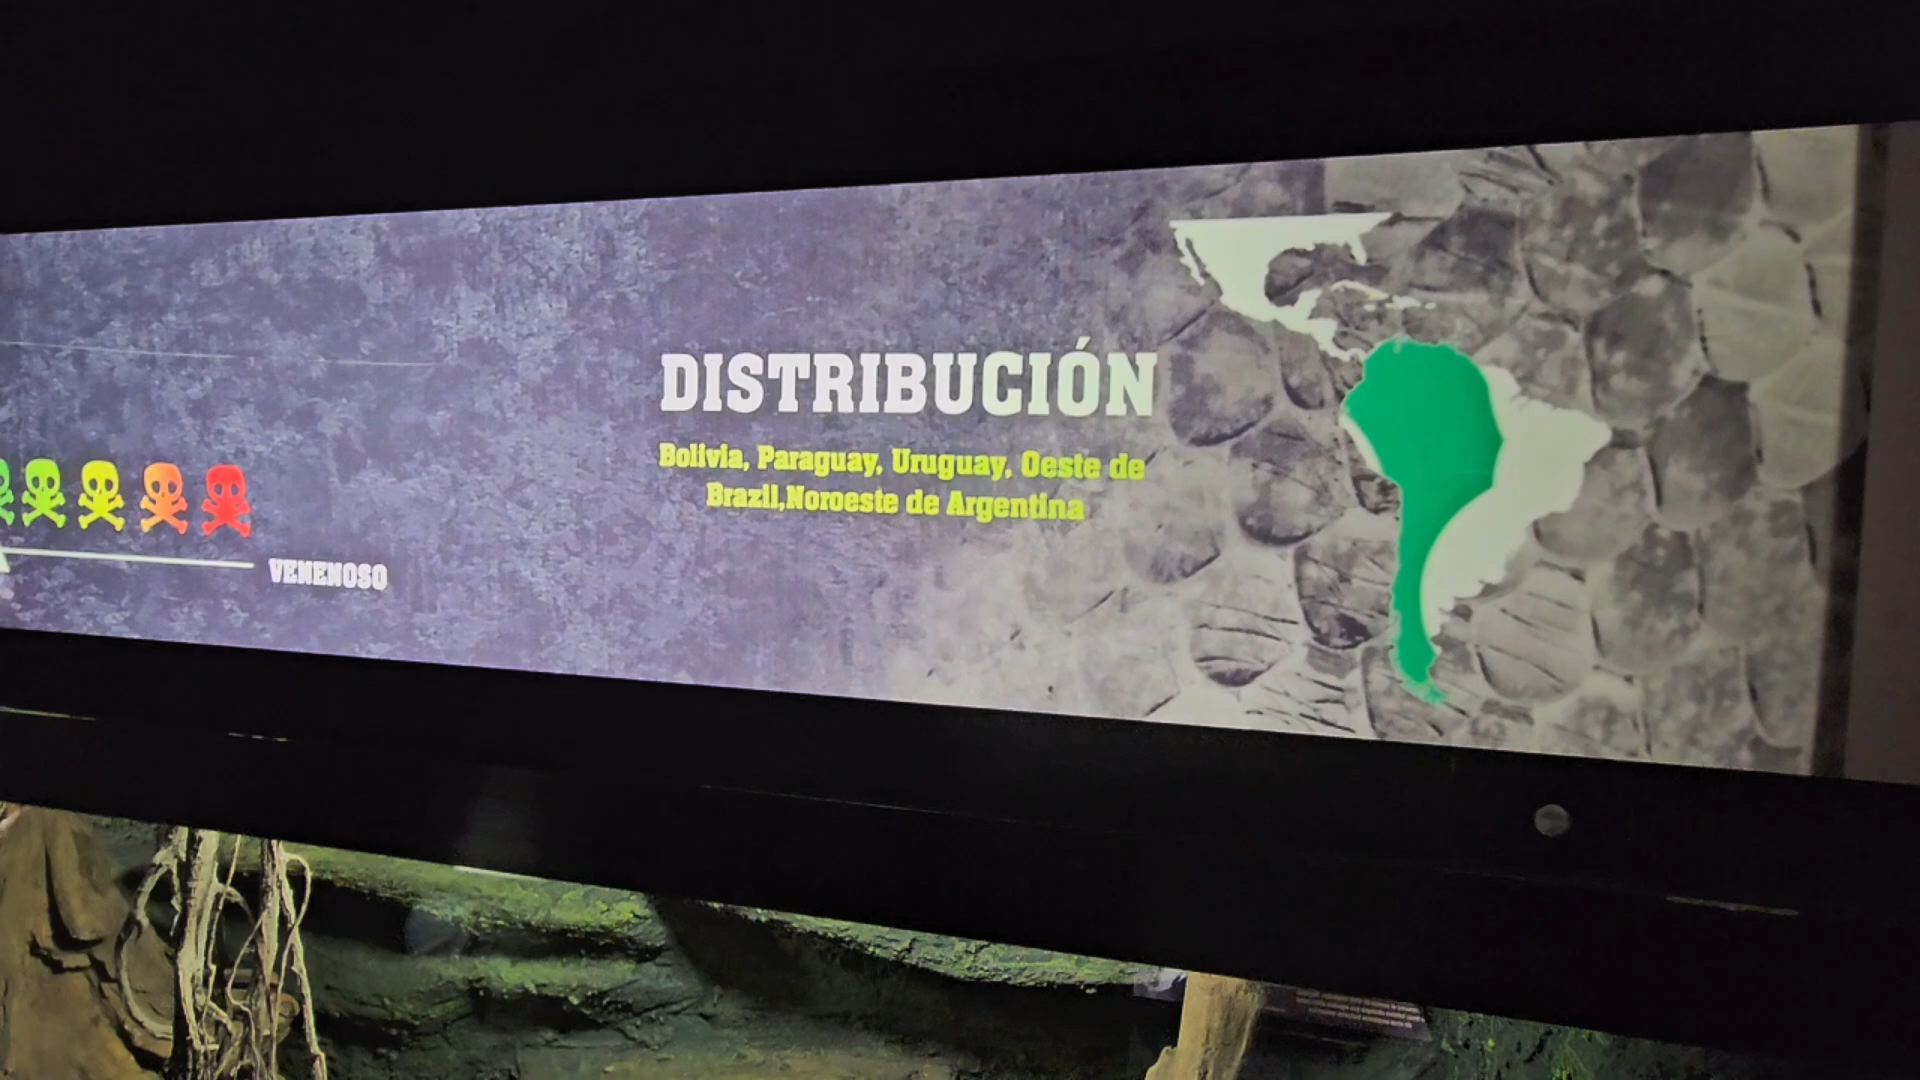 DISTRIBUCIÓN
Bolivia, Paraguay, Uruguay, Oeste de
Brazil,Noroeste de Argentina
VENENOSO